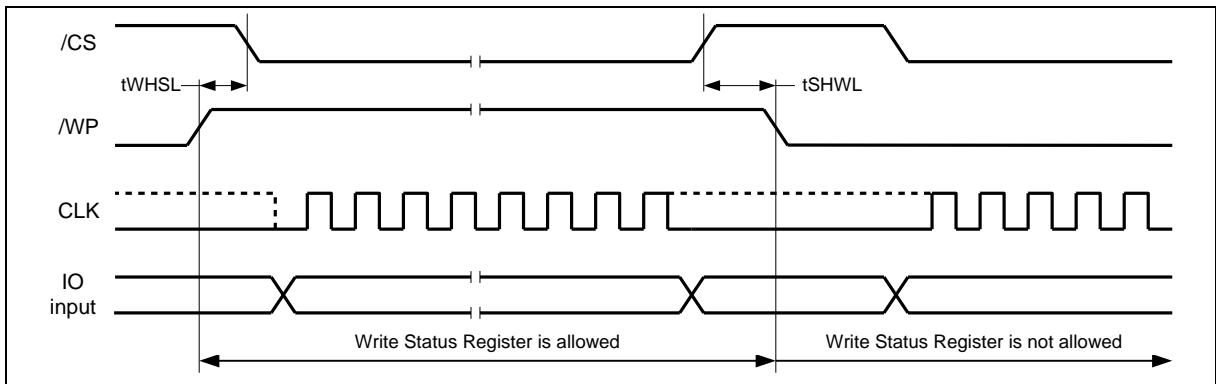 /CS
tWHSL
tSHWL
/WP
CLK
IO
input
Write Status Register is allowed
Write Status Register is not allowed